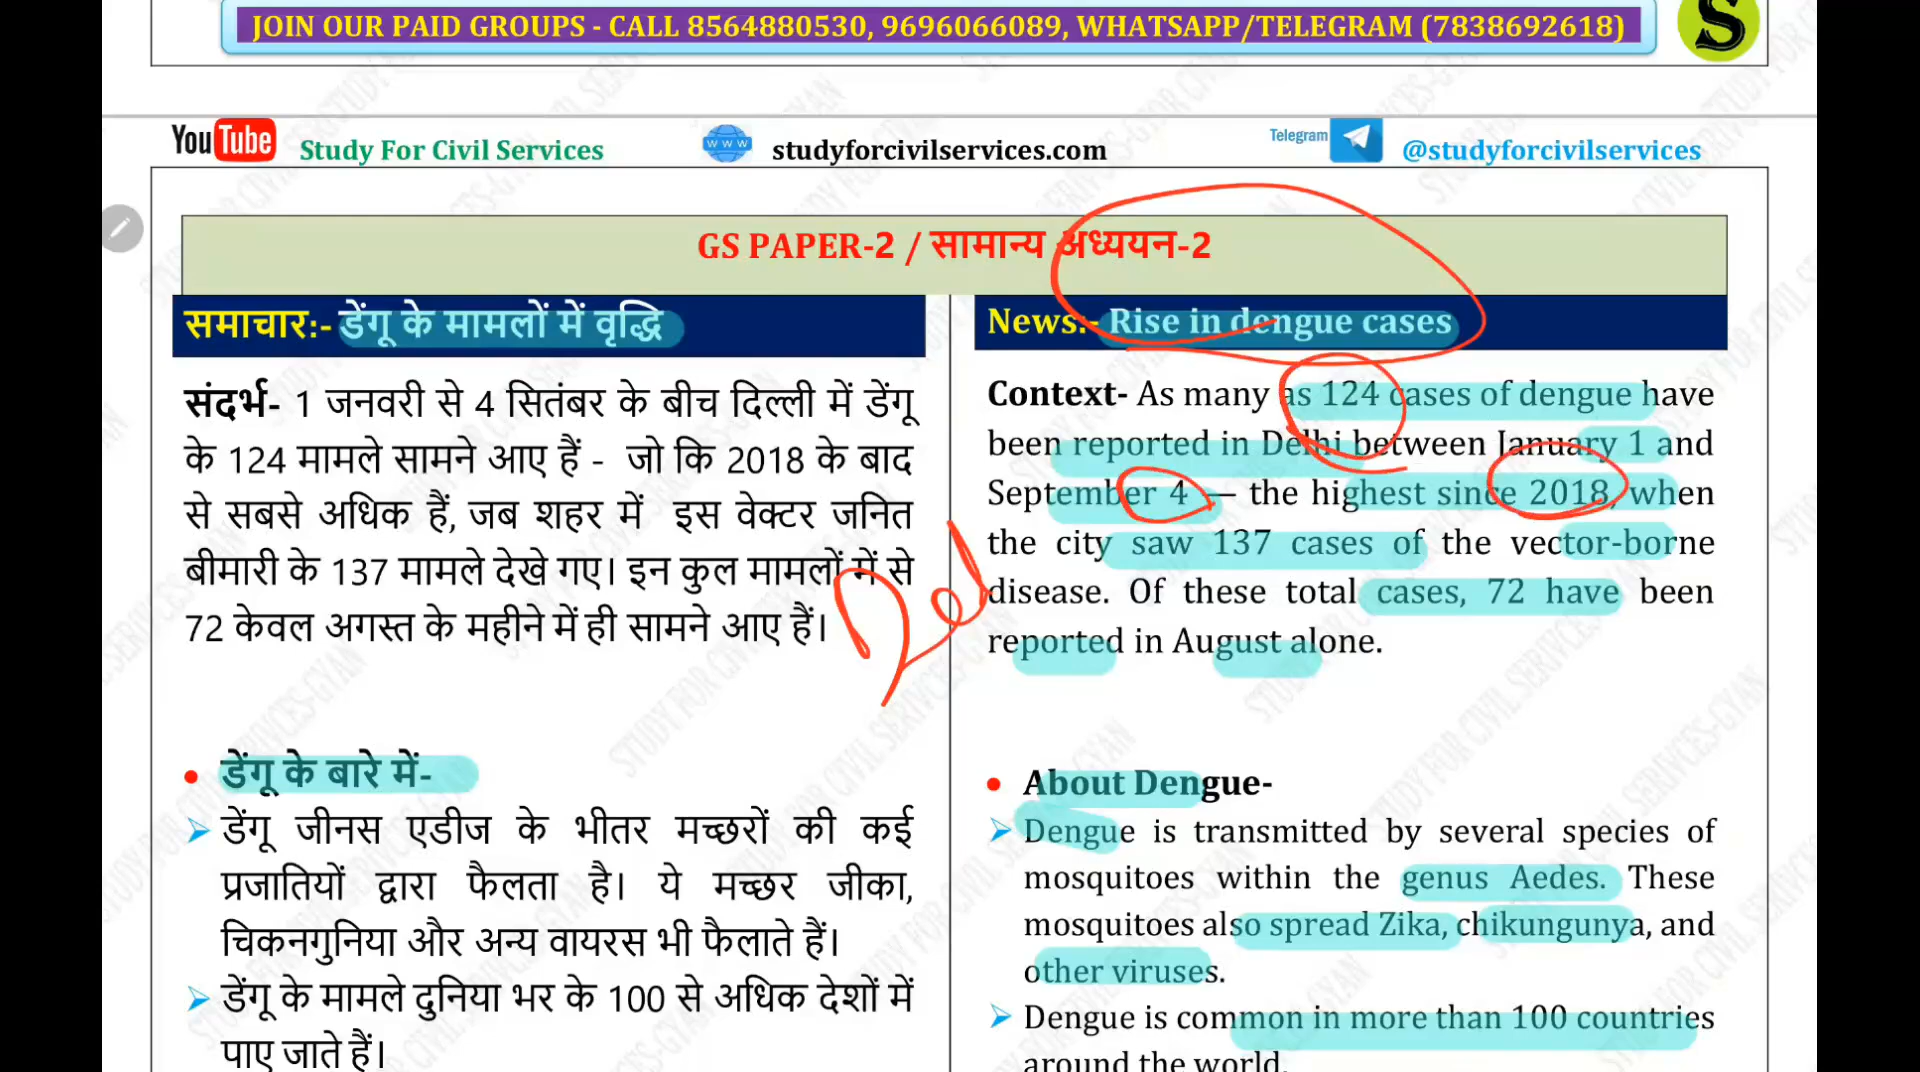 JOIN OUR PAID GROUPS - CALL 8564880530, 9696066089, WHATSAPP/TELEGRAM (7838692618)
S
YouTube Study For Civil Services
WWW studyforcivilservices.com
Telegram @studyforcivilservices
GS PAPER-2 / सामान्य अध्ययन-2
समाचार:- डेंगू के मामलों में वृद्धि
संदर्भ- 1 जनवरी से 4 सितंबर के बीच दिल्ली में डेंगू
के 124 मामले सामने आए हैं - जो कि 2018 के बाद
से सबसे अधिक हैं, जब शहर में इस वेक्टर जनित
बीमारी के 137 मामले देखे गए। इन कुल मामलों में से
72 केवल अगस्त के महीने में ही सामने आए हैं।
• डेंगू के बारे में-
➢ डेंगू जीनस एडीज के भीतर मच्छरों की कई
प्रजातियों द्वारा फैलता है। ये मच्छर जीका,
चिकनगुनिया और अन्य वायरस भी फैलाते हैं।
➢ डेंगू के मामले दुनिया भर के 100 से अधिक देशों में
पाए जाते हैं।
News:- Rise in dengue cases
Context- As many as 124 cases of dengue have
been reported in Delhi between January 1 and
September 4 — the highest since 2018, when
the city saw 137 cases of the vector-borne
disease. Of these total cases, 72 have been
reported in August alone.
• About Dengue-
➢ Dengue is transmitted by several species of
mosquitoes within the genus Aedes. These
mosquitoes also spread Zika, chikungunya, and
other viruses.
➢ Dengue is common in more than 100 countries
around the world.
Del